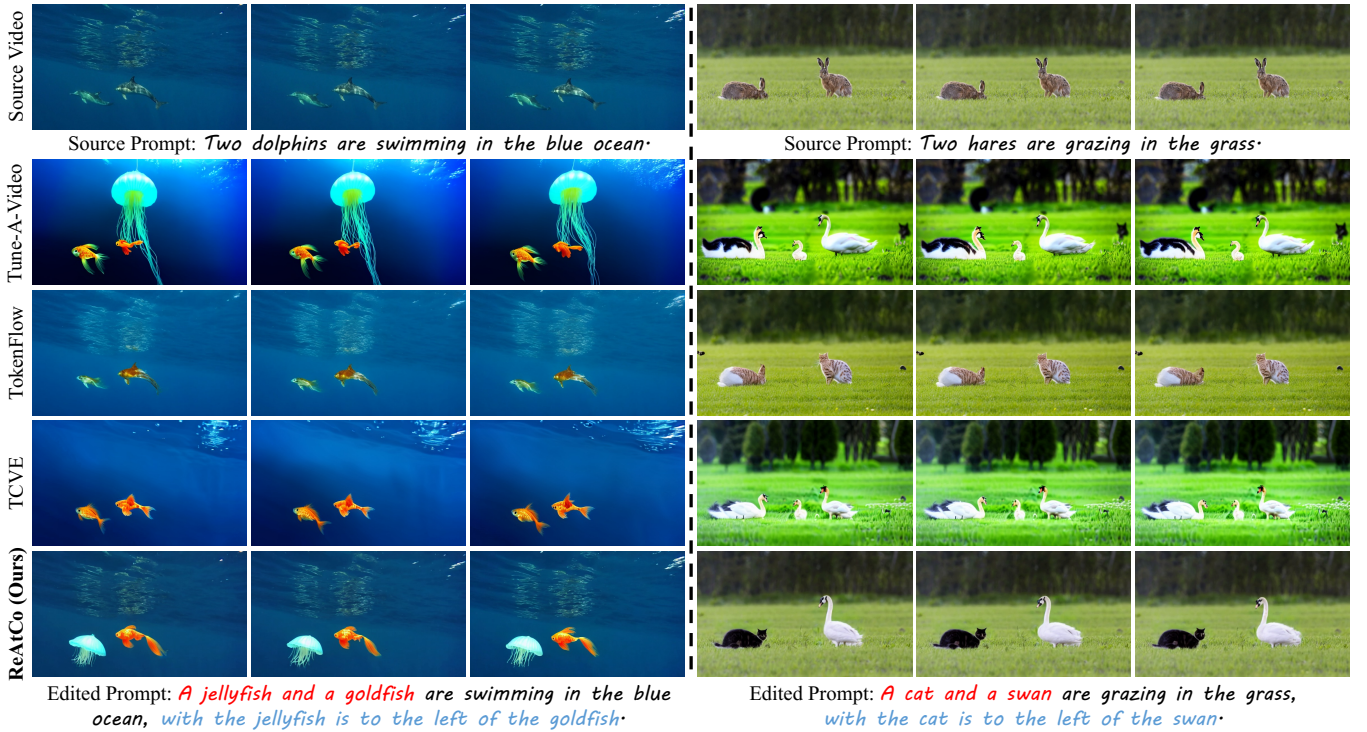 Source Video
Source Prompt: Two dolphins are swimming in the blue ocean.
Source Prompt: Two hares are grazing in the grass.
Tune-A-Video
TokenFlow
TCVE
ReAtCo (Ours)
Edited Prompt: A jellyfish and a goldfish are swimming in the blue
ocean, with the jellyfish is to the left of the goldfish.
Edited Prompt: A cat and a swan are grazing in the grass,
with the cat is to the left of the swan.